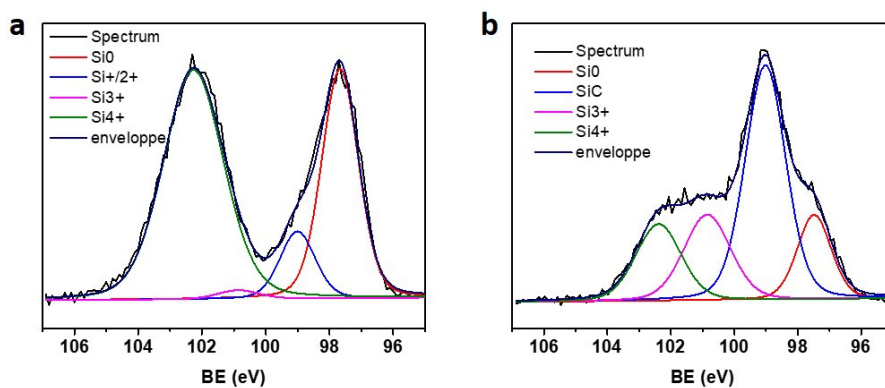 a
Spectrum
Si0
Si+/2+
Si3+
Si4+
enveloppe
106 104 102 100 98 96
BE (eV)
b
Spectrum
Si0
SiC
Si3+
Si4+
enveloppe
106 104 102 100 98 96
BE (eV)